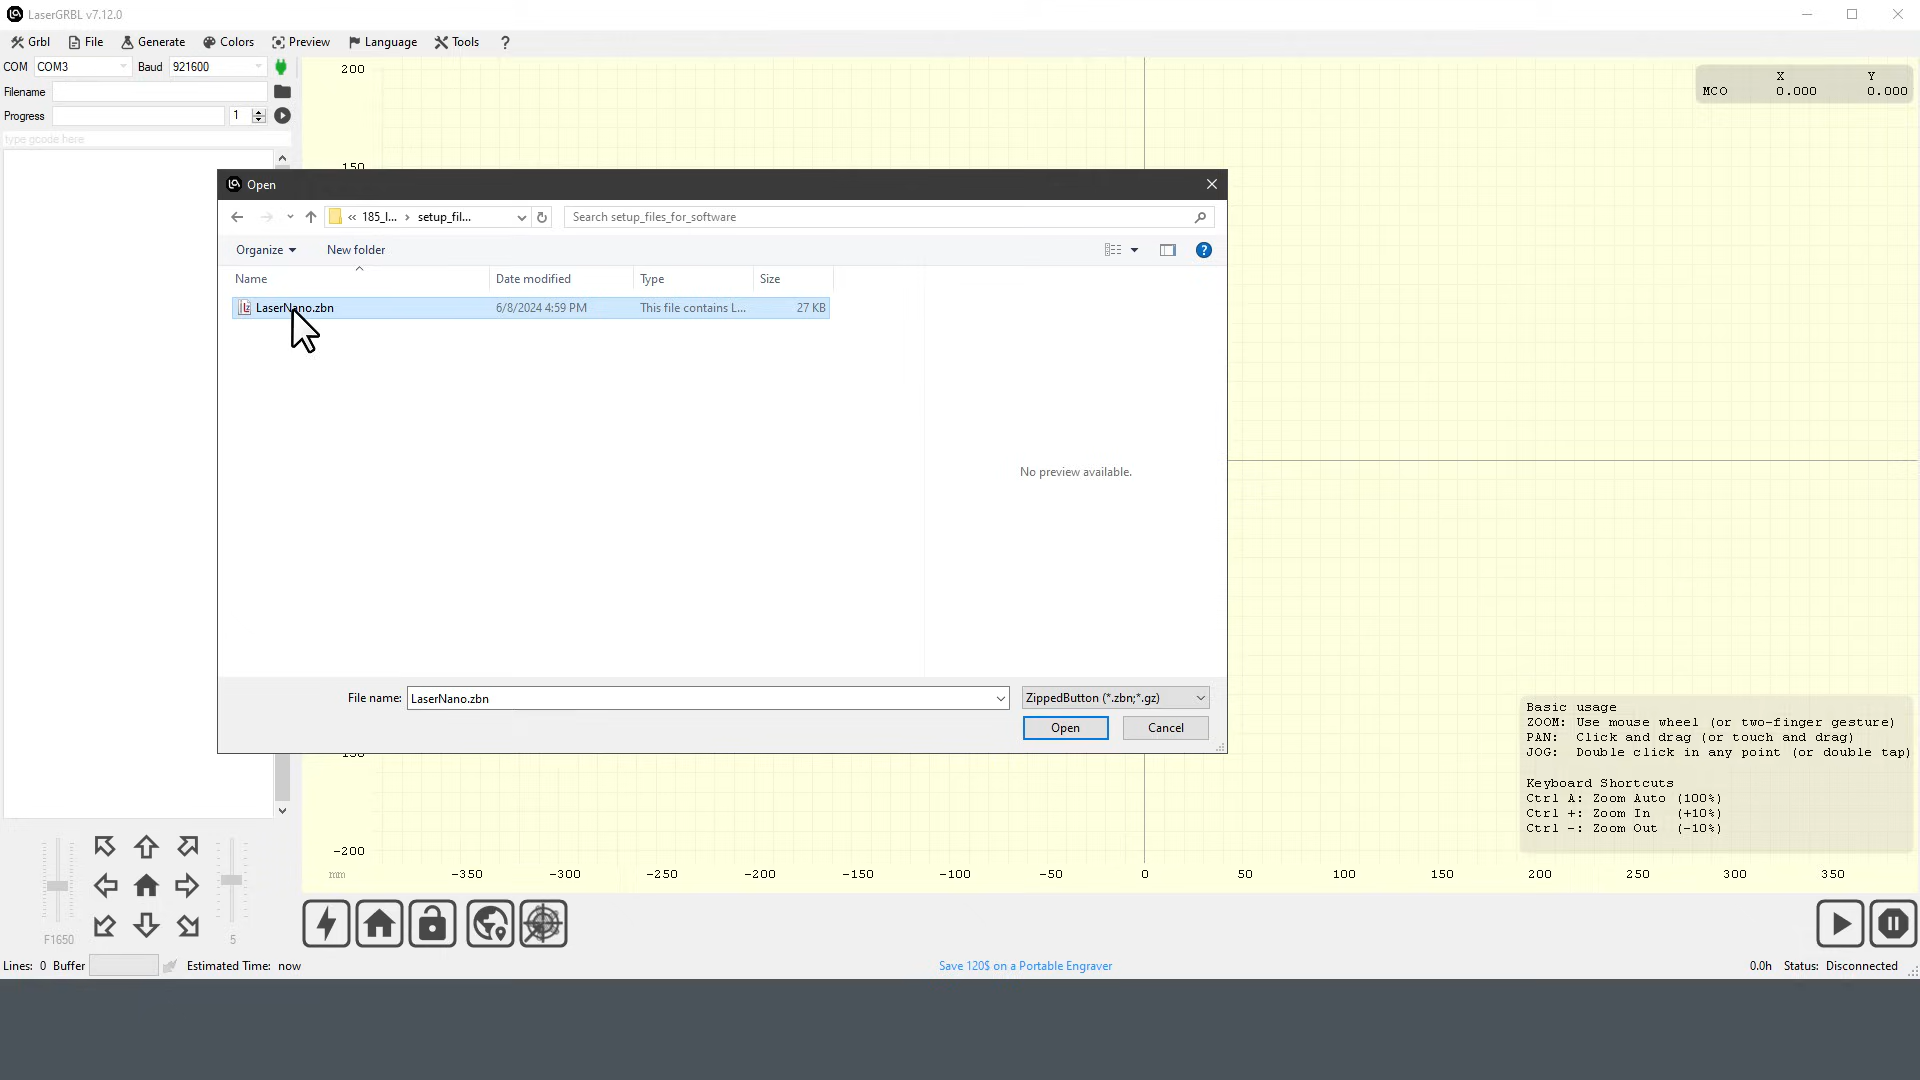 LaserGRBL v7.12.0
Grbl File Generate Colors Preview Language Tools ?
COM COM3 Baud 921600
Filename
Progress 1
type gcode here
200
150
X Y
MCO 0.000 0.000
Open
« 185_l... › setup_fil... Search setup_files_for_software
Organize New folder
Name Date modified Type Size
LaserNano.zbn 6/8/2024 4:59 PM This file contains L... 27 KB
No preview available.
File name: LaserNano.zbn ZippedButton (*.zbn;*.gz)
Open Cancel
Basic usage
ZOOM: Use mouse wheel (or two-finger gesture)
PAN: Click and drag (or touch and drag)
JOG: Double click in any point (or double tap)
Keyboard Shortcuts
Ctrl A: Zoom Auto (100%)
Ctrl +: Zoom In (+10%)
Ctrl -: Zoom Out (-10%)
-200
mm -350 -300 -250 -200 -150 -100 -50 0 50 100 150 200 250 300 350
F1650 5
Lines: 0 Buffer Estimated Time: now Save 120$ on a Portable Engraver 0.0h Status: Disconnected